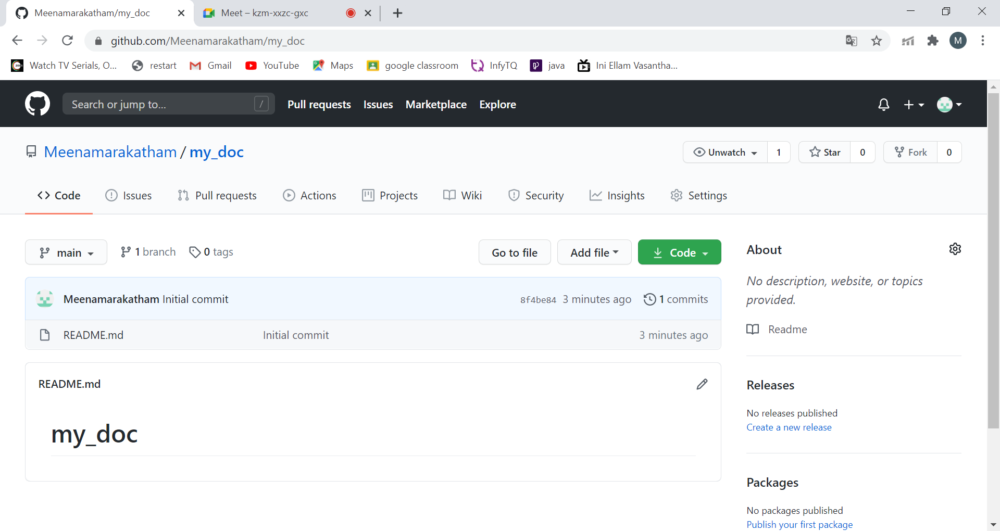 Meenamarakatham/my_doc
Meet – kzm-xxzc-gxc
github.com/Meenamarakatham/my_doc
M
Watch TV Serials, O...
restart
Gmail
YouTube
Maps
google classroom
InfyTQ
java
Ini Ellam Vasantha...
Search or jump to...
/
Pull requests
Issues
Marketplace
Explore
Meenamarakatham / my_doc
Unwatch 1
Star 0
Fork 0
Code
Issues
Pull requests
Actions
Projects
Wiki
Security
Insights
Settings
main
1 branch
0 tags
Go to file
Add file
Code
Meenamarakatham Initial commit
8f4be84 3 minutes ago
1 commits
README.md
Initial commit
3 minutes ago
README.md
my_doc
About
No description, website, or topics
provided.
Readme
Releases
No releases published
Create a new release
Packages
No packages published
Publish your first package